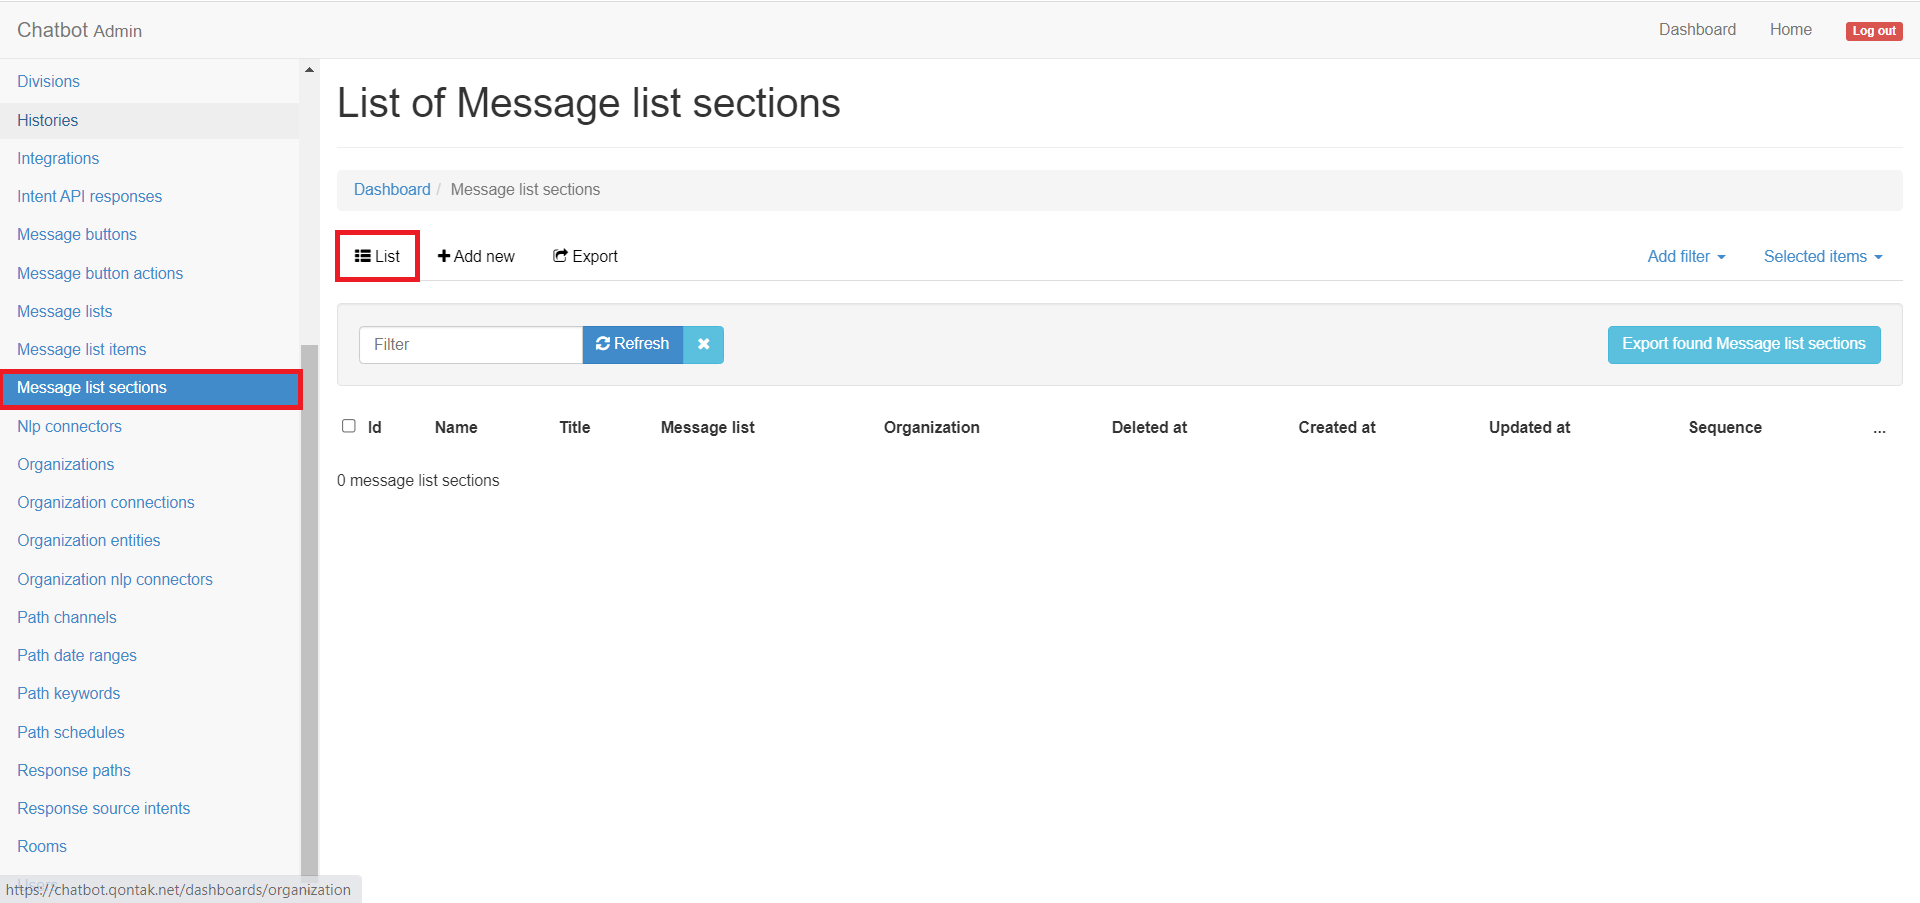 Chatbot Admin
Dashboard Home Log out
Divisions
Histories
Integrations
Intent API responses
Message buttons
Message button actions
Message lists
Message list items
Message list sections
Nlp connectors
Organizations
Organization connections
Organization entities
Organization nlp connectors
Path channels
Path date ranges
Path keywords
Path schedules
Response paths
Response source intents
Rooms
https://chatbot.qontak.net/dashboards/organization
List of Message list sections
Dashboard / Message list sections
List Add new Export Add filter Selected items
Filter Refresh Export found Message list sections
Id Name Title Message list Organization Deleted at Created at Updated at Sequence ...
0 message list sections